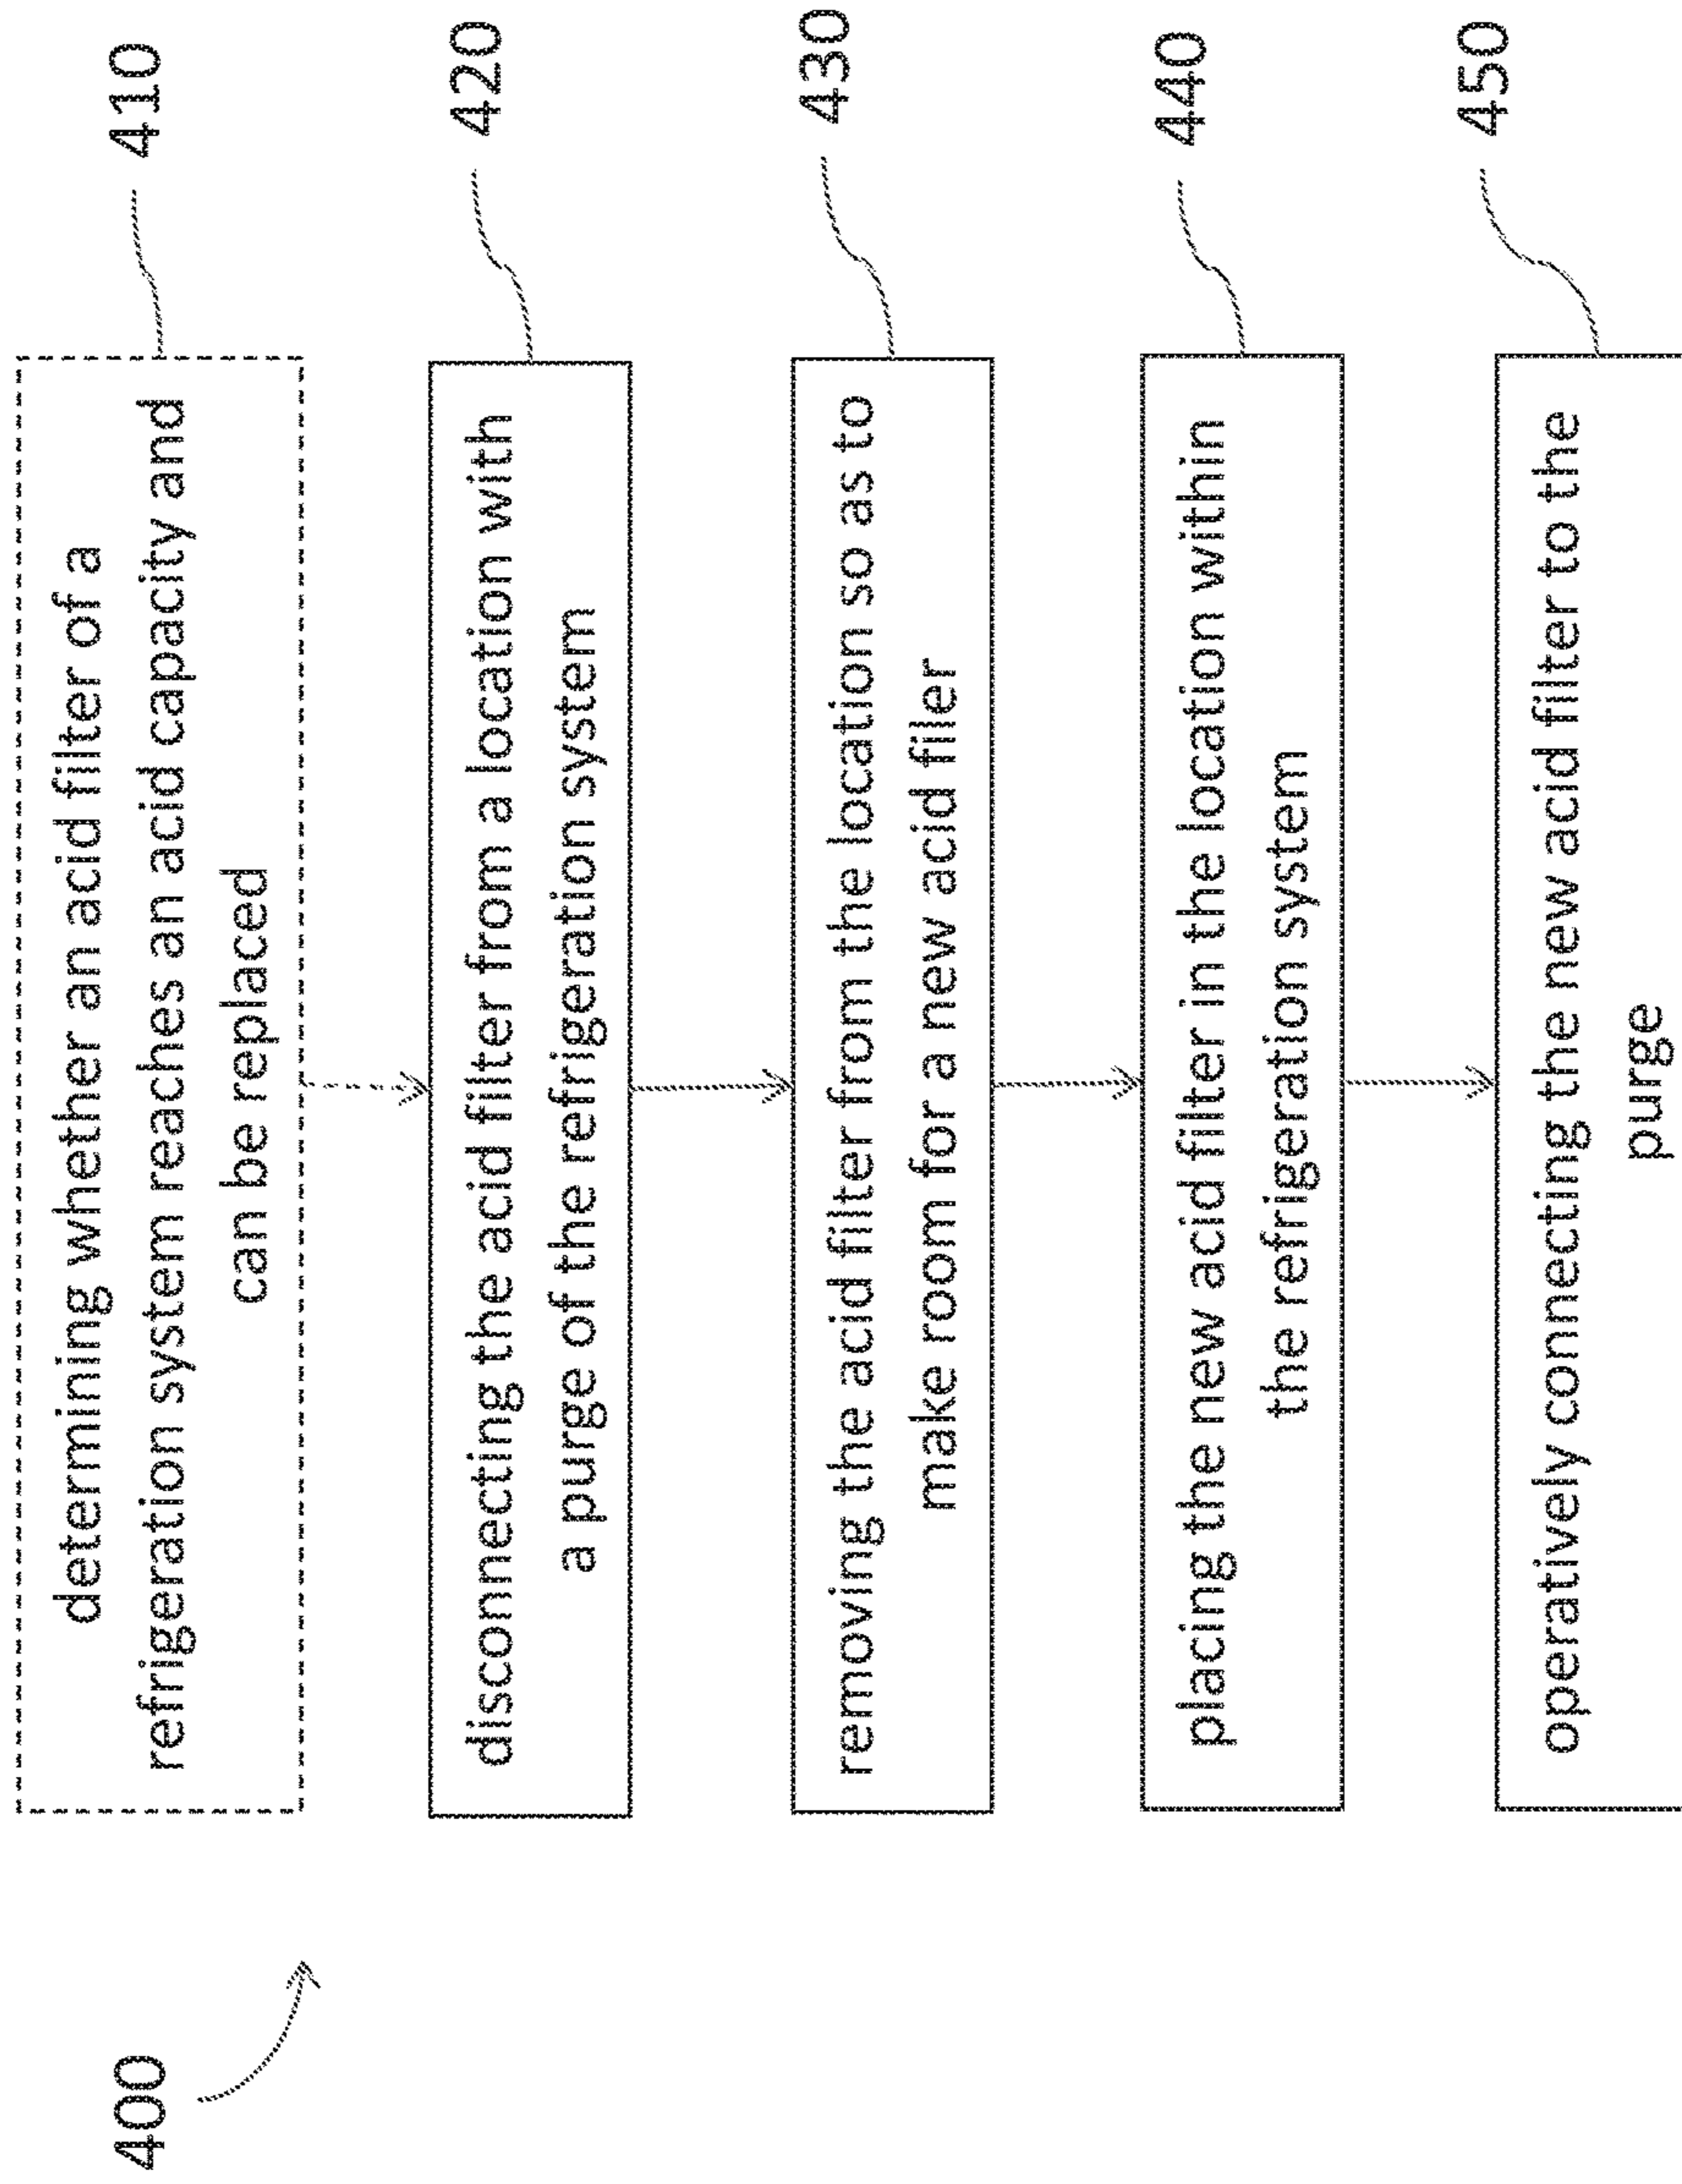 400
determining whether an acid filter of a
refrigeration system reaches an acid capacity and
can be replaced
410
disconnecting the acid filter from a location with
a purge of the refrigeration system
420
removing the acid filter from the location so as to
make room for a new acid filer
430
placing the new acid filter in the location within
the refrigeration system
440
operatively connecting the new acid filter to the
purge
450